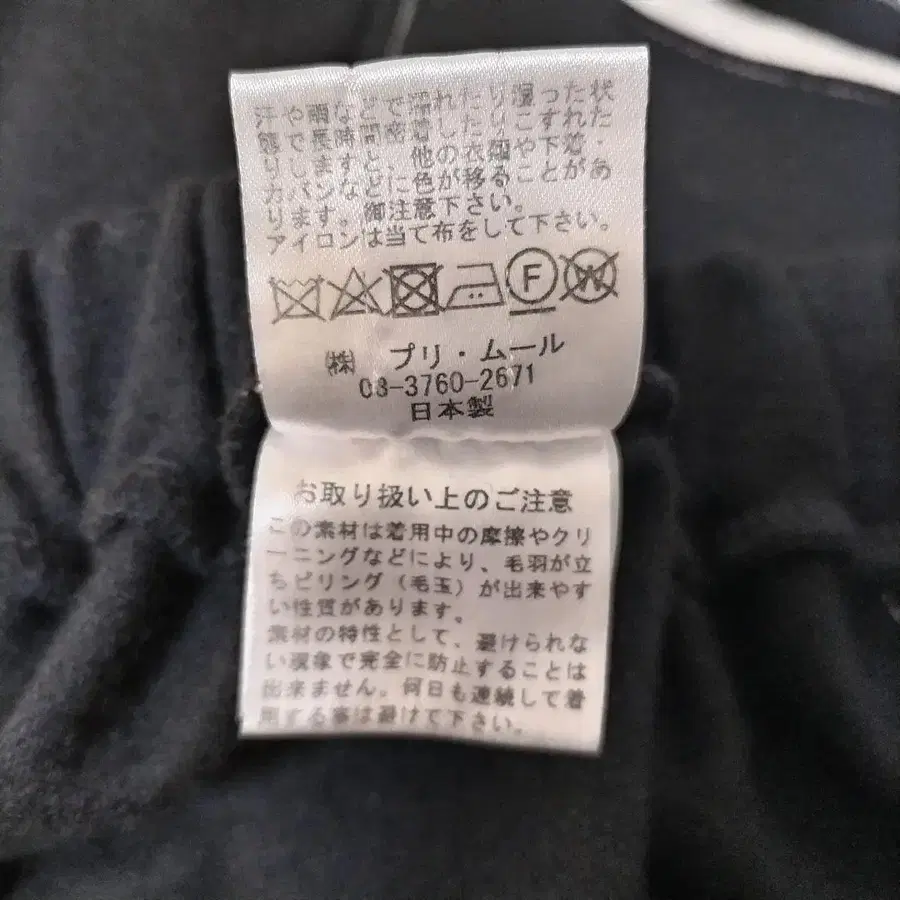 汗や雨などで濡れたり湿った状
態で長時間密着したりこすれた
りしますと、他の衣類や下着・
カバンなどに色が移ることがあ
ります。御注意下さい。
アイロンは当て布をして下さい。
F W
㈱ プリ・ムール
03-3760-2671
日本製
お取り扱い上のご注意
この素材は着用中の摩擦やクリ
ーニングなどにより、毛羽が立
ちピリング（毛玉）が出来やす
い性質があります。
素材の特性として、避けられな
い現象で完全に防止することは
出来ません。何日も連続して着
用する事は避けて下さい。